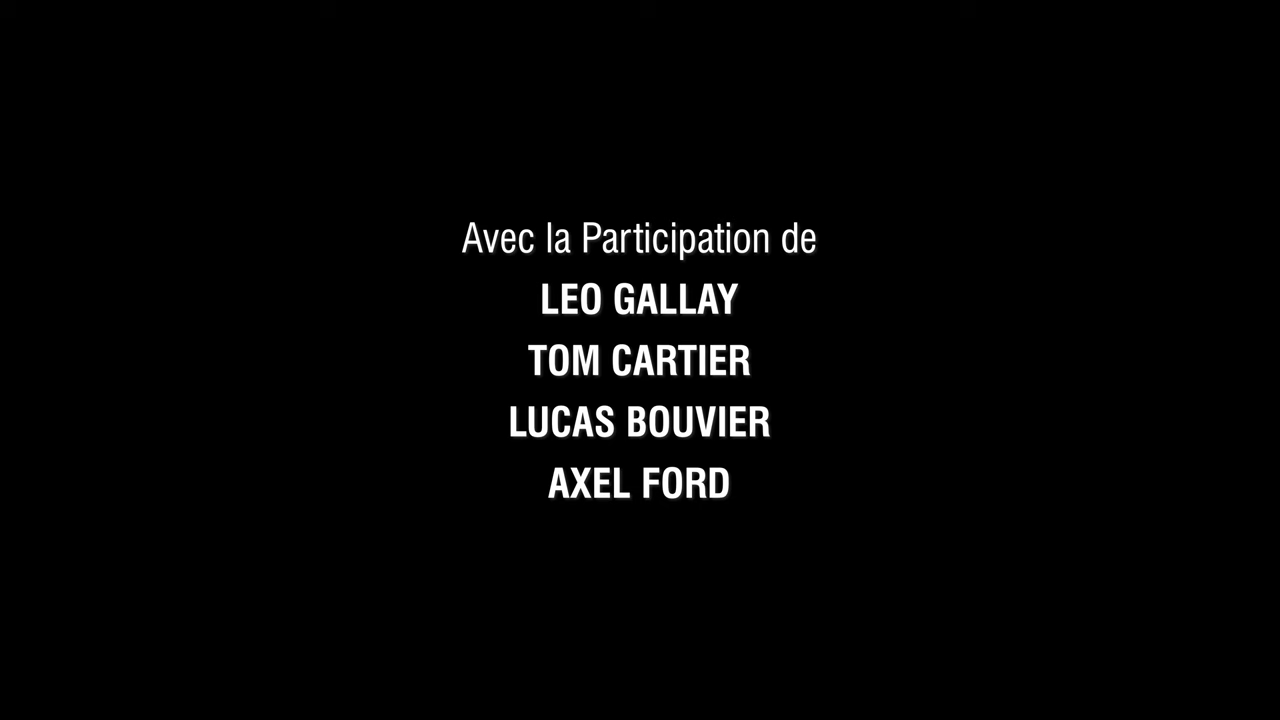 Avec la Participation de
LEO GALLAY
TOM CARTIER
LUCAS BOUVIER
AXEL FORD